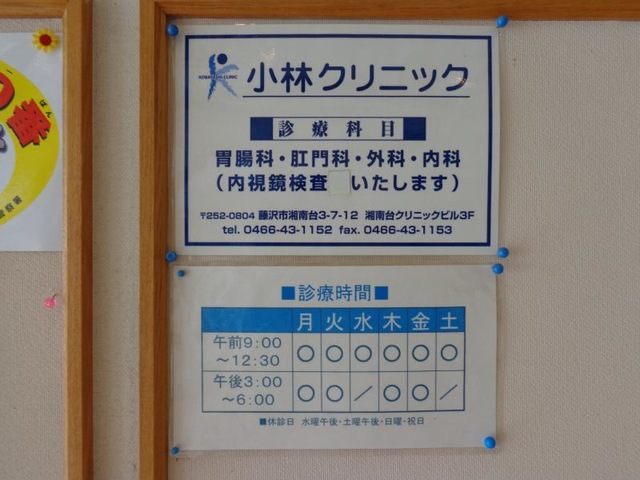 番
ばん
KOBAYASHI CLINIC
小林クリニック
診療科目
胃腸科・肛門科・外科・内科
（内視鏡検査 いたします）
〒252-0804 藤沢市湘南台3-7-12 湘南台クリニックビル3F
tel. 0466-43-1152 fax. 0466-43-1153
■診療時間■
月 火 水 木 金 土
午前9:00～12:30 ○ ○ ○ ○ ○ ○
午後3:00～6:00 ○ ○ ／ ○ ○ ／
■休診日 水曜午後・土曜午後・日曜・祝日